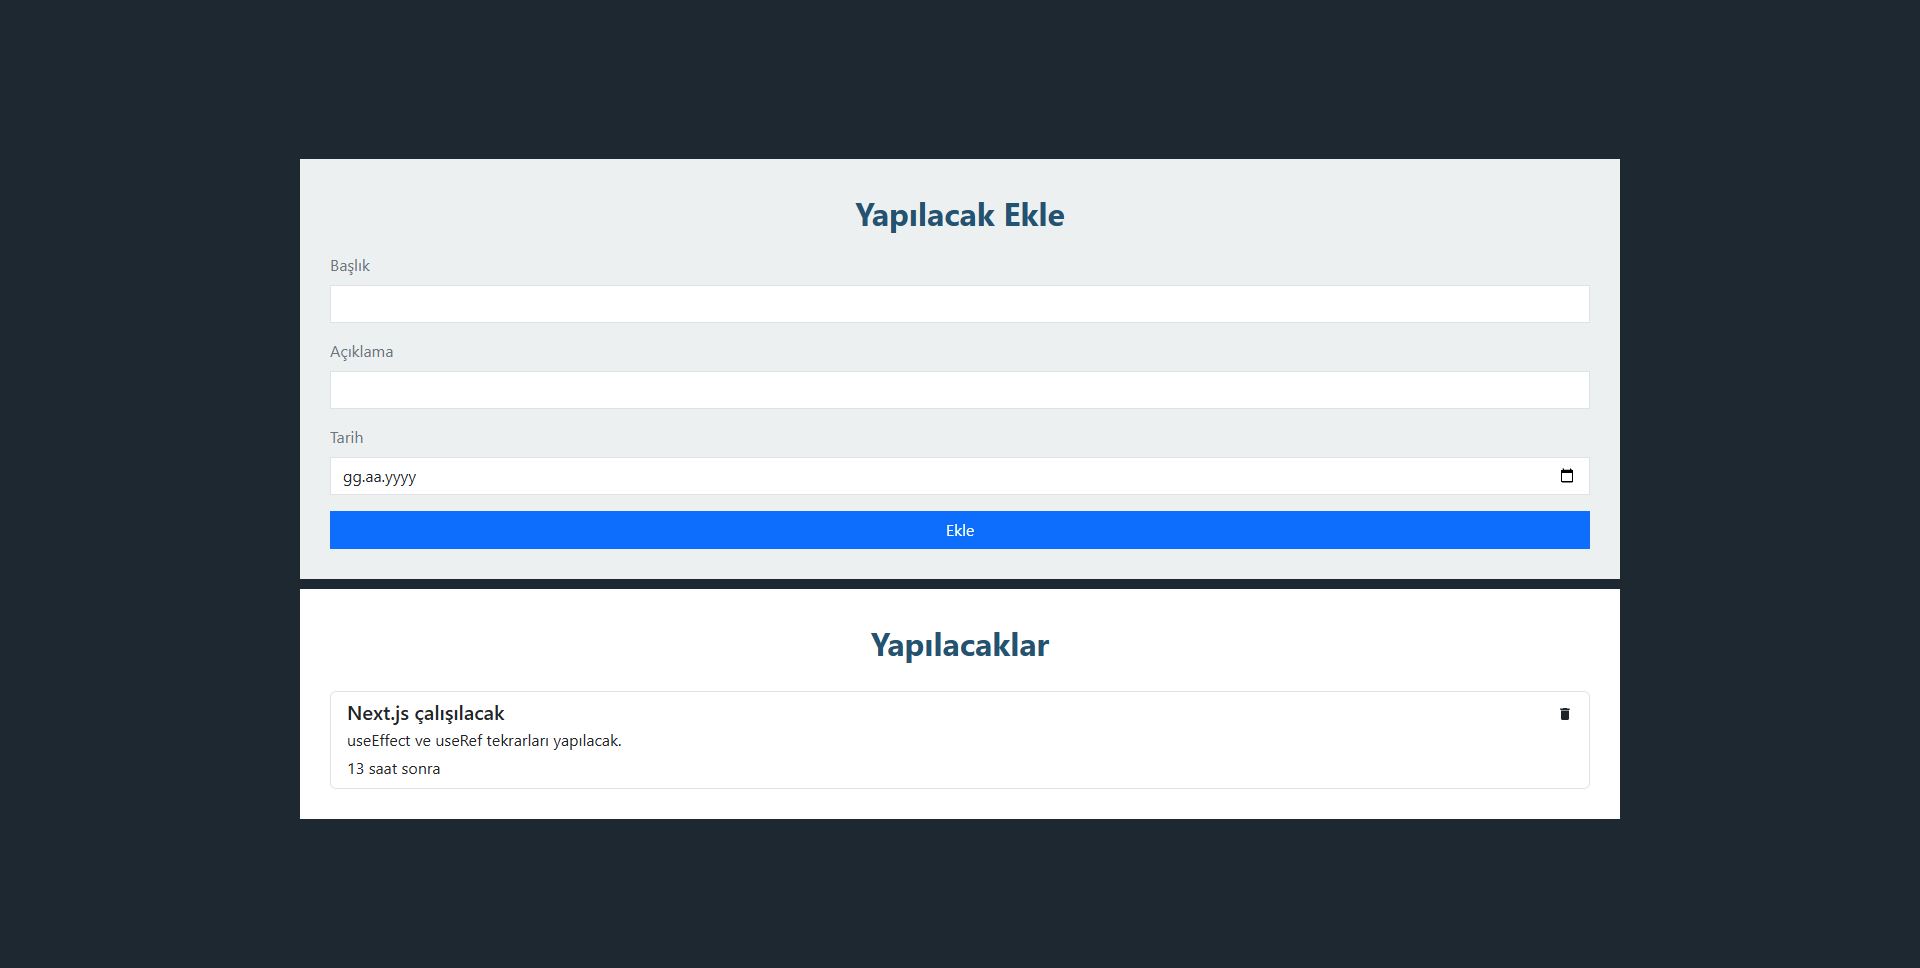 Yapılacak Ekle
Başlık
Açıklama
Tarih
gg.aa.yyyy
Ekle
Yapılacaklar
Next.js çalışılacak
useEffect ve useRef tekrarları yapılacak.
13 saat sonra